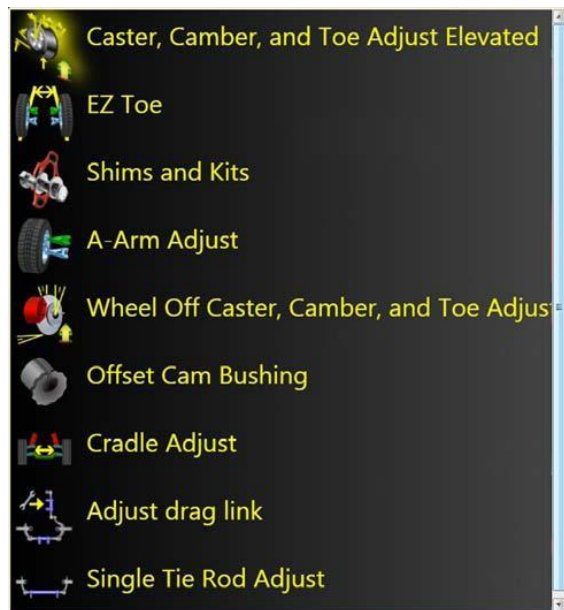 Caster, Camber, and Toe Adjust Elevated
EZ Toe
Shims and Kits
A-Arm Adjust
Wheel Off Caster, Camber, and Toe Adjus
Offset Cam Bushing
Cradle Adjust
Adjust drag link
Single Tie Rod Adjust